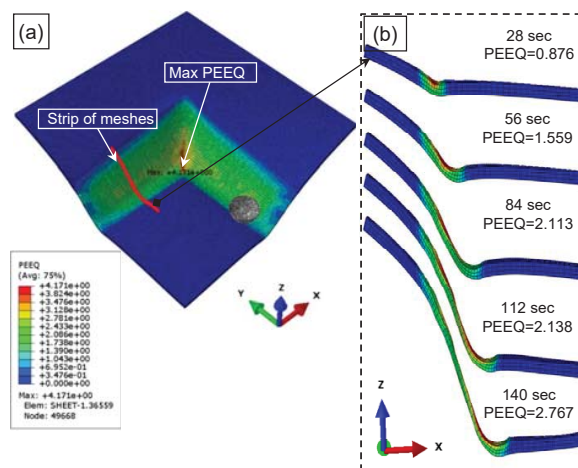 (a)
Max PEEQ
Strip of meshes
Max: +4.171e+000
Y
Z
X
PEEQ
(Avg: 75%)
+4.171e+00
+3.824e+00
+3.476e+00
+3.128e+00
+2.781e+00
+2.433e+00
+2.086e+00
+1.738e+00
+1.390e+00
+1.043e+00
+6.952e-01
+3.476e-01
+0.000e+00
Max: +4.171e+00
Elem: SHEET-1.36559
Node: 49668
(b)
28 sec
PEEQ=0.876
56 sec
PEEQ=1.559
84 sec
PEEQ=2.113
112 sec
PEEQ=2.138
140 sec
PEEQ=2.767
Z
X